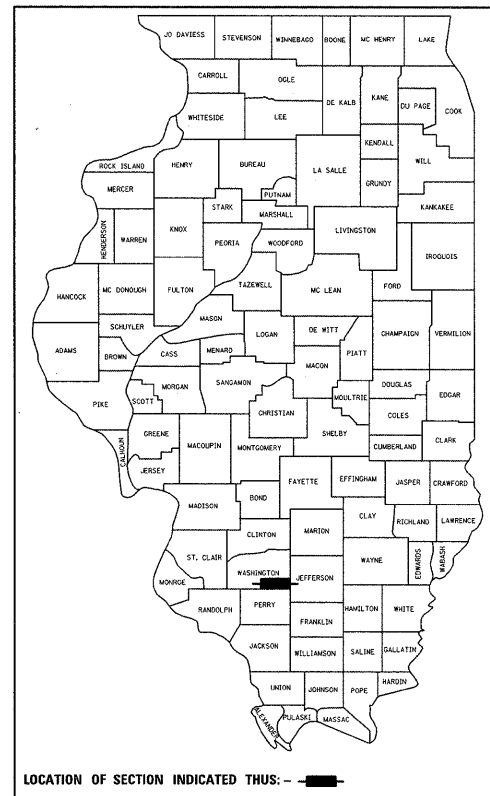 JO DAVIESS STEVENSON WINNEBAGO BOONE MC HENRY LAKE
CARROLL OGLE
DE KALB KANE DU PAGE COOK
WHITESIDE LEE
KENDALL
ROCK ISLAND HENRY BUREAU LA SALLE GRUNDY WILL
MERCER
PUTNAM
STARK MARSHALL KANKAKEE
HENDERSON WARREN KNOX PEORIA WOODFORD LIVINGSTON
IROQUOIS
HANCOCK MC DONOUGH FULTON TAZEWELL MC LEAN FORD
MASON
SCHUYLER LOGAN DE WITT CHAMPAIGN VERMILION
ADAMS BROWN CASS MENARD MACON PIATT
PIKE SCOTT MORGAN SANGAMON CHRISTIAN MOULTRIE DOUGLAS EDGAR
COLES
CALHOUN GREENE MACOUPIN MONTGOMERY SHELBY CUMBERLAND CLARK
JERSEY
FAYETTE EFFINGHAM JASPER CRAWFORD
MADISON BOND
CLAY RICHLAND LAWRENCE
CLINTON MARION
ST. CLAIR WAYNE EDWARDS WABASH
WASHINGTON JEFFERSON
MONROE
RANDOLPH PERRY HAMILTON WHITE
FRANKLIN
JACKSON WILLIAMSON SALINE GALLATIN
HARDIN
UNION JOHNSON POPE
ALEXANDER PULASKI MASSAC
LOCATION OF SECTION INDICATED THUS: -